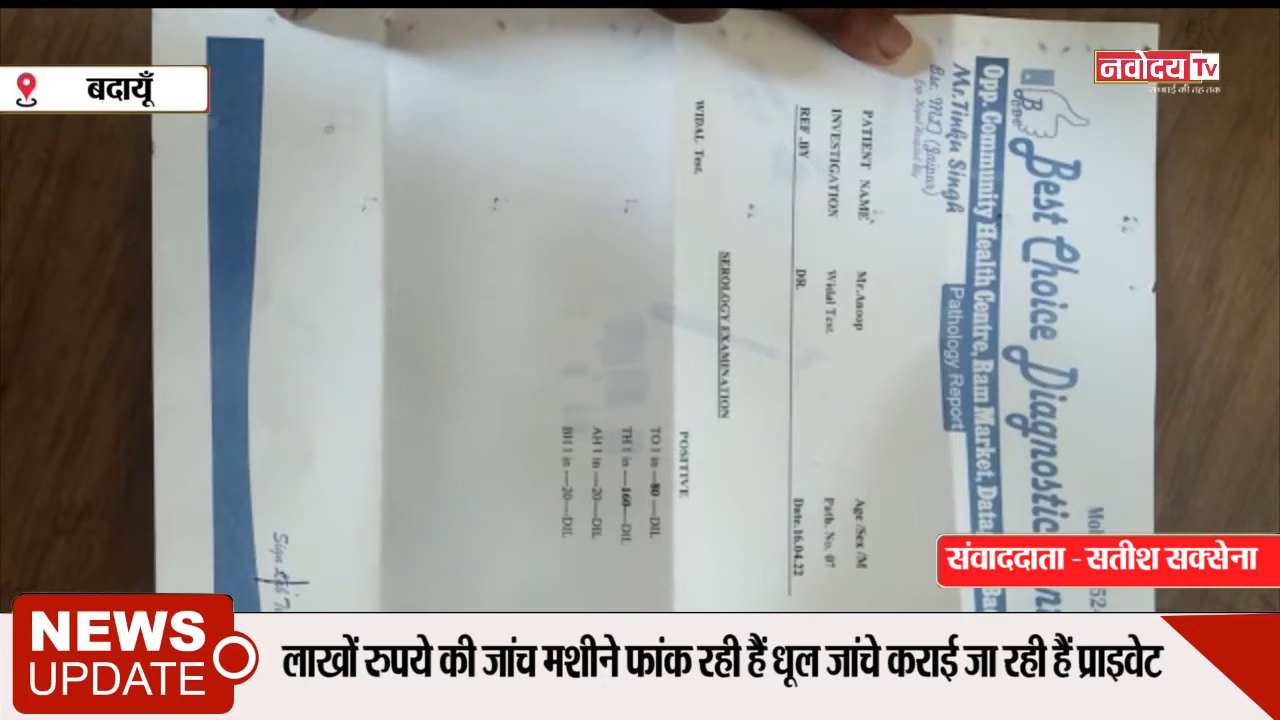 बदायूँ
नवोदय Tv
सच्चाई की तह तक
Best Choice Diagnostic
Opp. Community Health Centre, Ram Market, Data
Mr.Tinku Singh
Bsc. MLT (Jaipur)
Pathology Report
PATIENT NAME Mr.Anoop Age /Sex /M
INVESTIGATION Widal Test. Path. No. 07
REF .BY DR. Date.16.04.22
SEROLOGY EXAMINATION
WIDAL Test. POSITIVE
TO 1 in ----80 ----DIL
TH 1 in ----160----DIL
AH 1 in ----20----DIL
BH 1 in ----20----DIL
Sign
संवाददाता - सतीश सक्सेना
NEWS
UPDATE
लाखों रुपये की जांच मशीने फांक रही हैं धूल जांचे कराई जा रही हैं प्राइवेट